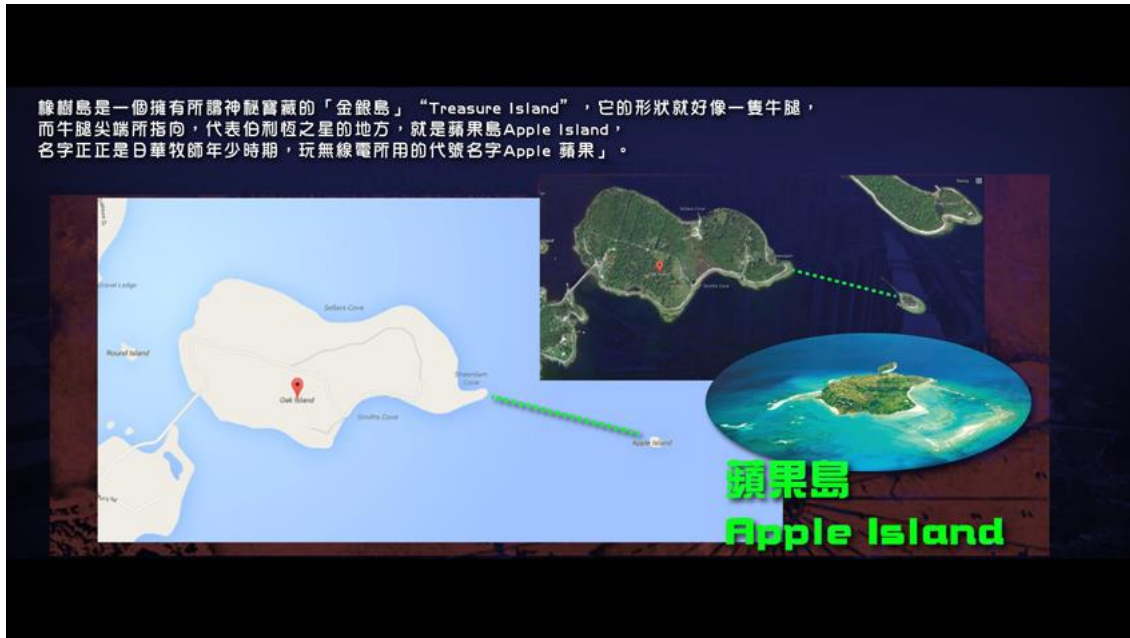 橡樹島是一個擁有所謂神秘寶藏的「金銀島」“Treasure Island”，它的形狀就好像一隻牛腿，
而牛腿尖端所指向，代表伯利恆之星的地方，就是蘋果島Apple Island，
名字正正是日華牧師年少時期，玩無線電所用的代號名字Apple 蘋果」。
Sellars Cove
Round Island
Oak Island
Smiths Cove
Sheerdam
Cove
Apple Island
蘋果島
Apple Island